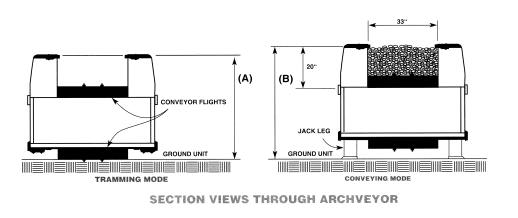 33"
(A)
(B)
20"
CONVEYOR FLIGHTS
JACK LEG
GROUND UNIT
GROUND UNIT
TRAMMING MODE
CONVEYING MODE
SECTION VIEWS THROUGH ARCHVEYOR